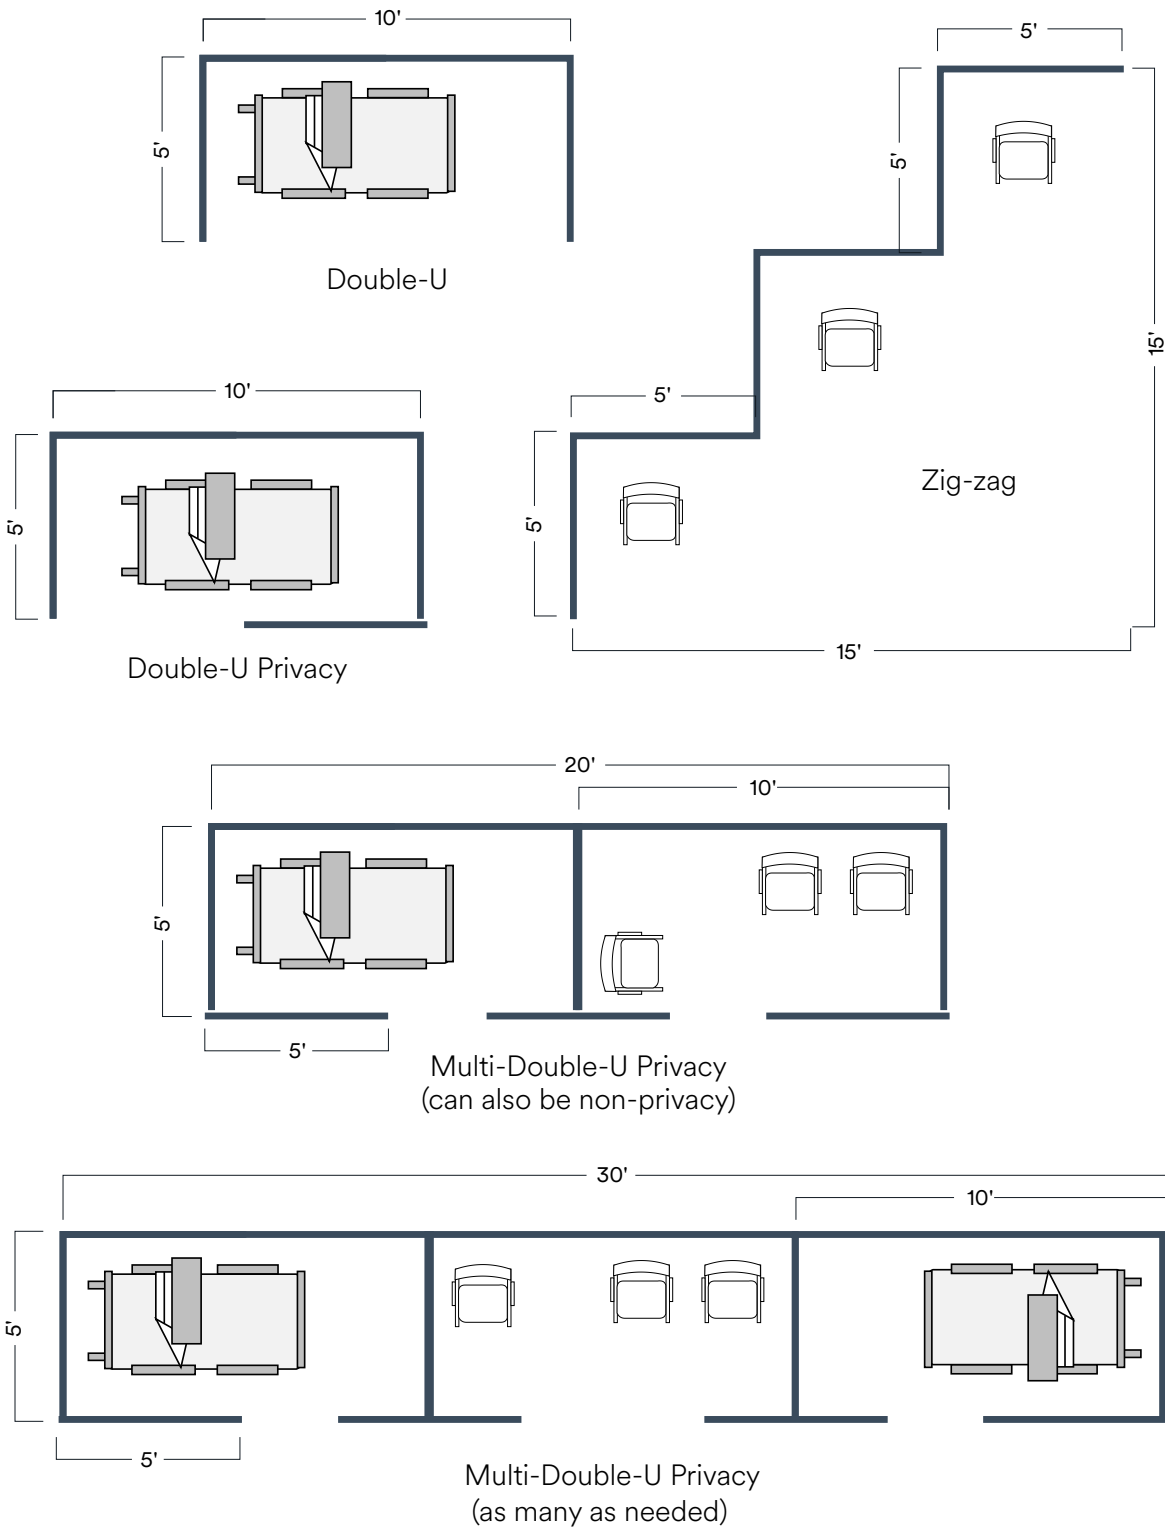 10'
5'
Double-U
5'
5'
5'
5'
15'
Zig-zag
15'
10'
5'
Double-U Privacy
20'
10'
5'
5'
Multi-Double-U Privacy
(can also be non-privacy)
30'
10'
5'
5'
Multi-Double-U Privacy
(as many as needed)